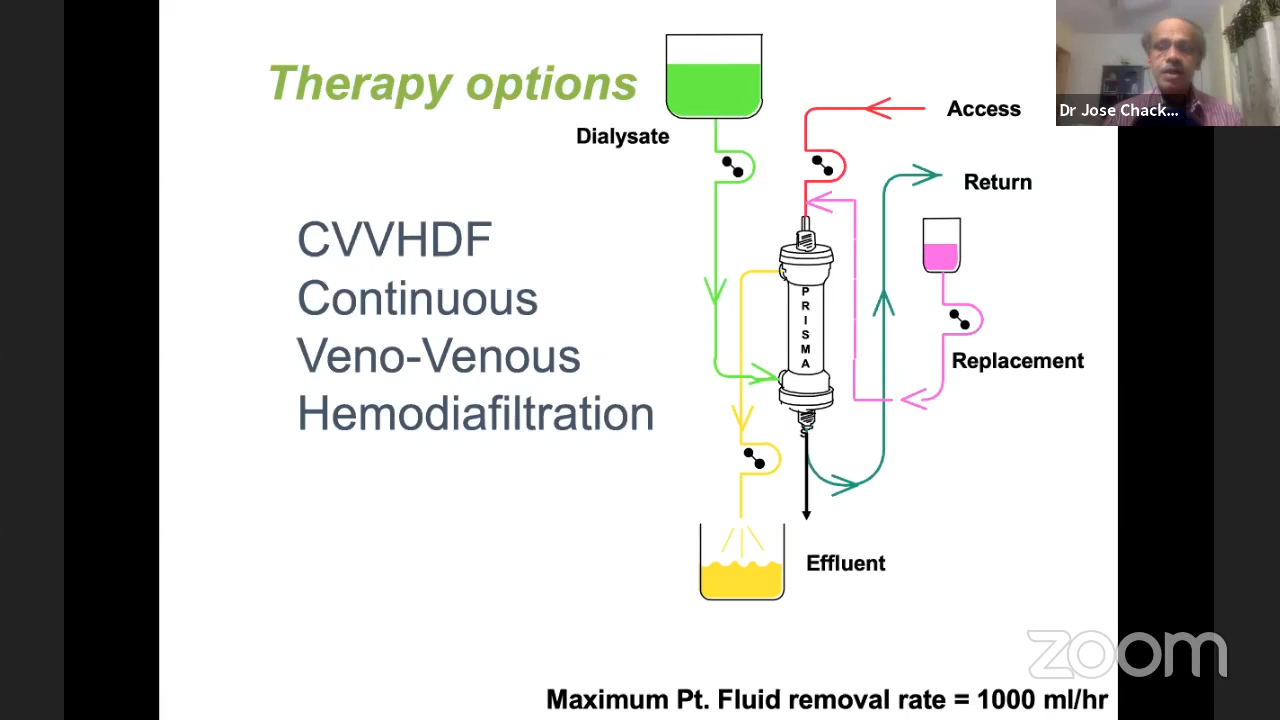 Therapy options
Dialysate
Access
Return
Dr Jose Chack...
CVVHDF
Continuous
Veno-Venous
Hemodiafiltration
PRISMA
Replacement
Effluent
zoom
Maximum Pt. Fluid removal rate = 1000 ml/hr